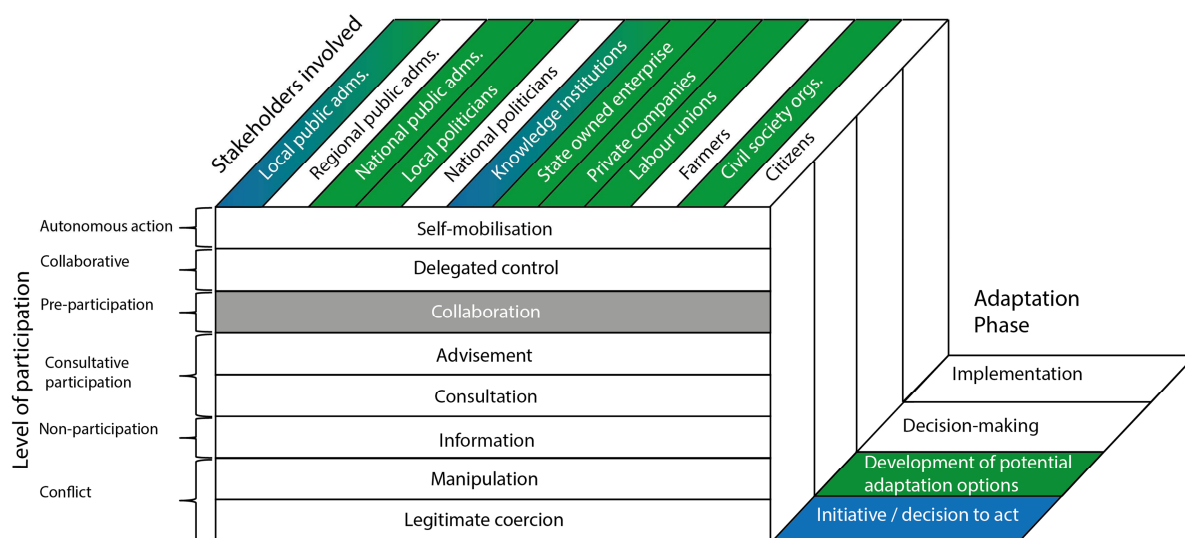 Stakeholders involved
Local public adms.
Regional public adms.
National public adms.
Local politicians
National politicians
Knowledge institutions
State owned enterprise
Private companies
Labour unions
Farmers
Civil society orgs.
Citizens
Level of participation
Autonomous action
Collaborative
Pre-participation
Consultative
participation
Non-participation
Conflict
Self-mobilisation
Delegated control
Collaboration
Advisement
Consultation
Information
Manipulation
Legitimate coercion
Adaptation
Phase
Implementation
Decision-making
Development of potential
adaptation options
Initiative / decision to act